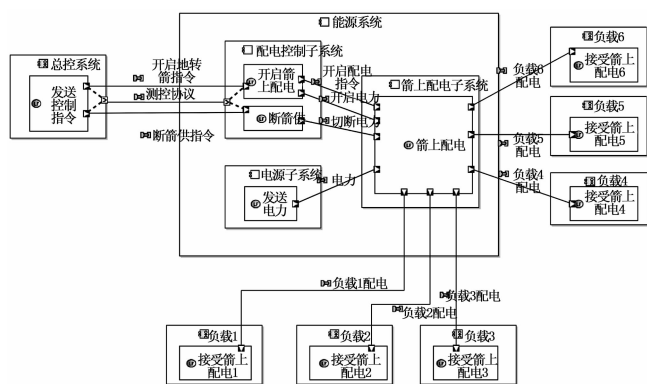 能源系统
总控系统
发送
控制
指令
开启地转
箭指令
测控协议
断箭供指令
配电控制子系统
开启箭
上配电
断箭供
开启配电
指令
开启电力
切断电力
箭上配电子系统
箭上配电
电源子系统
发送
电力
电力
负载6
配电
负载6
接受箭上
配电6
负载5
配电
负载5
接受箭上
配电5
负载4
配电
负载4
接受箭上
配电4
负载1配电
负载2配电
负载3配电
负载1
接受箭上
配电1
负载2
接受箭上
配电2
负载3
接受箭上
配电3